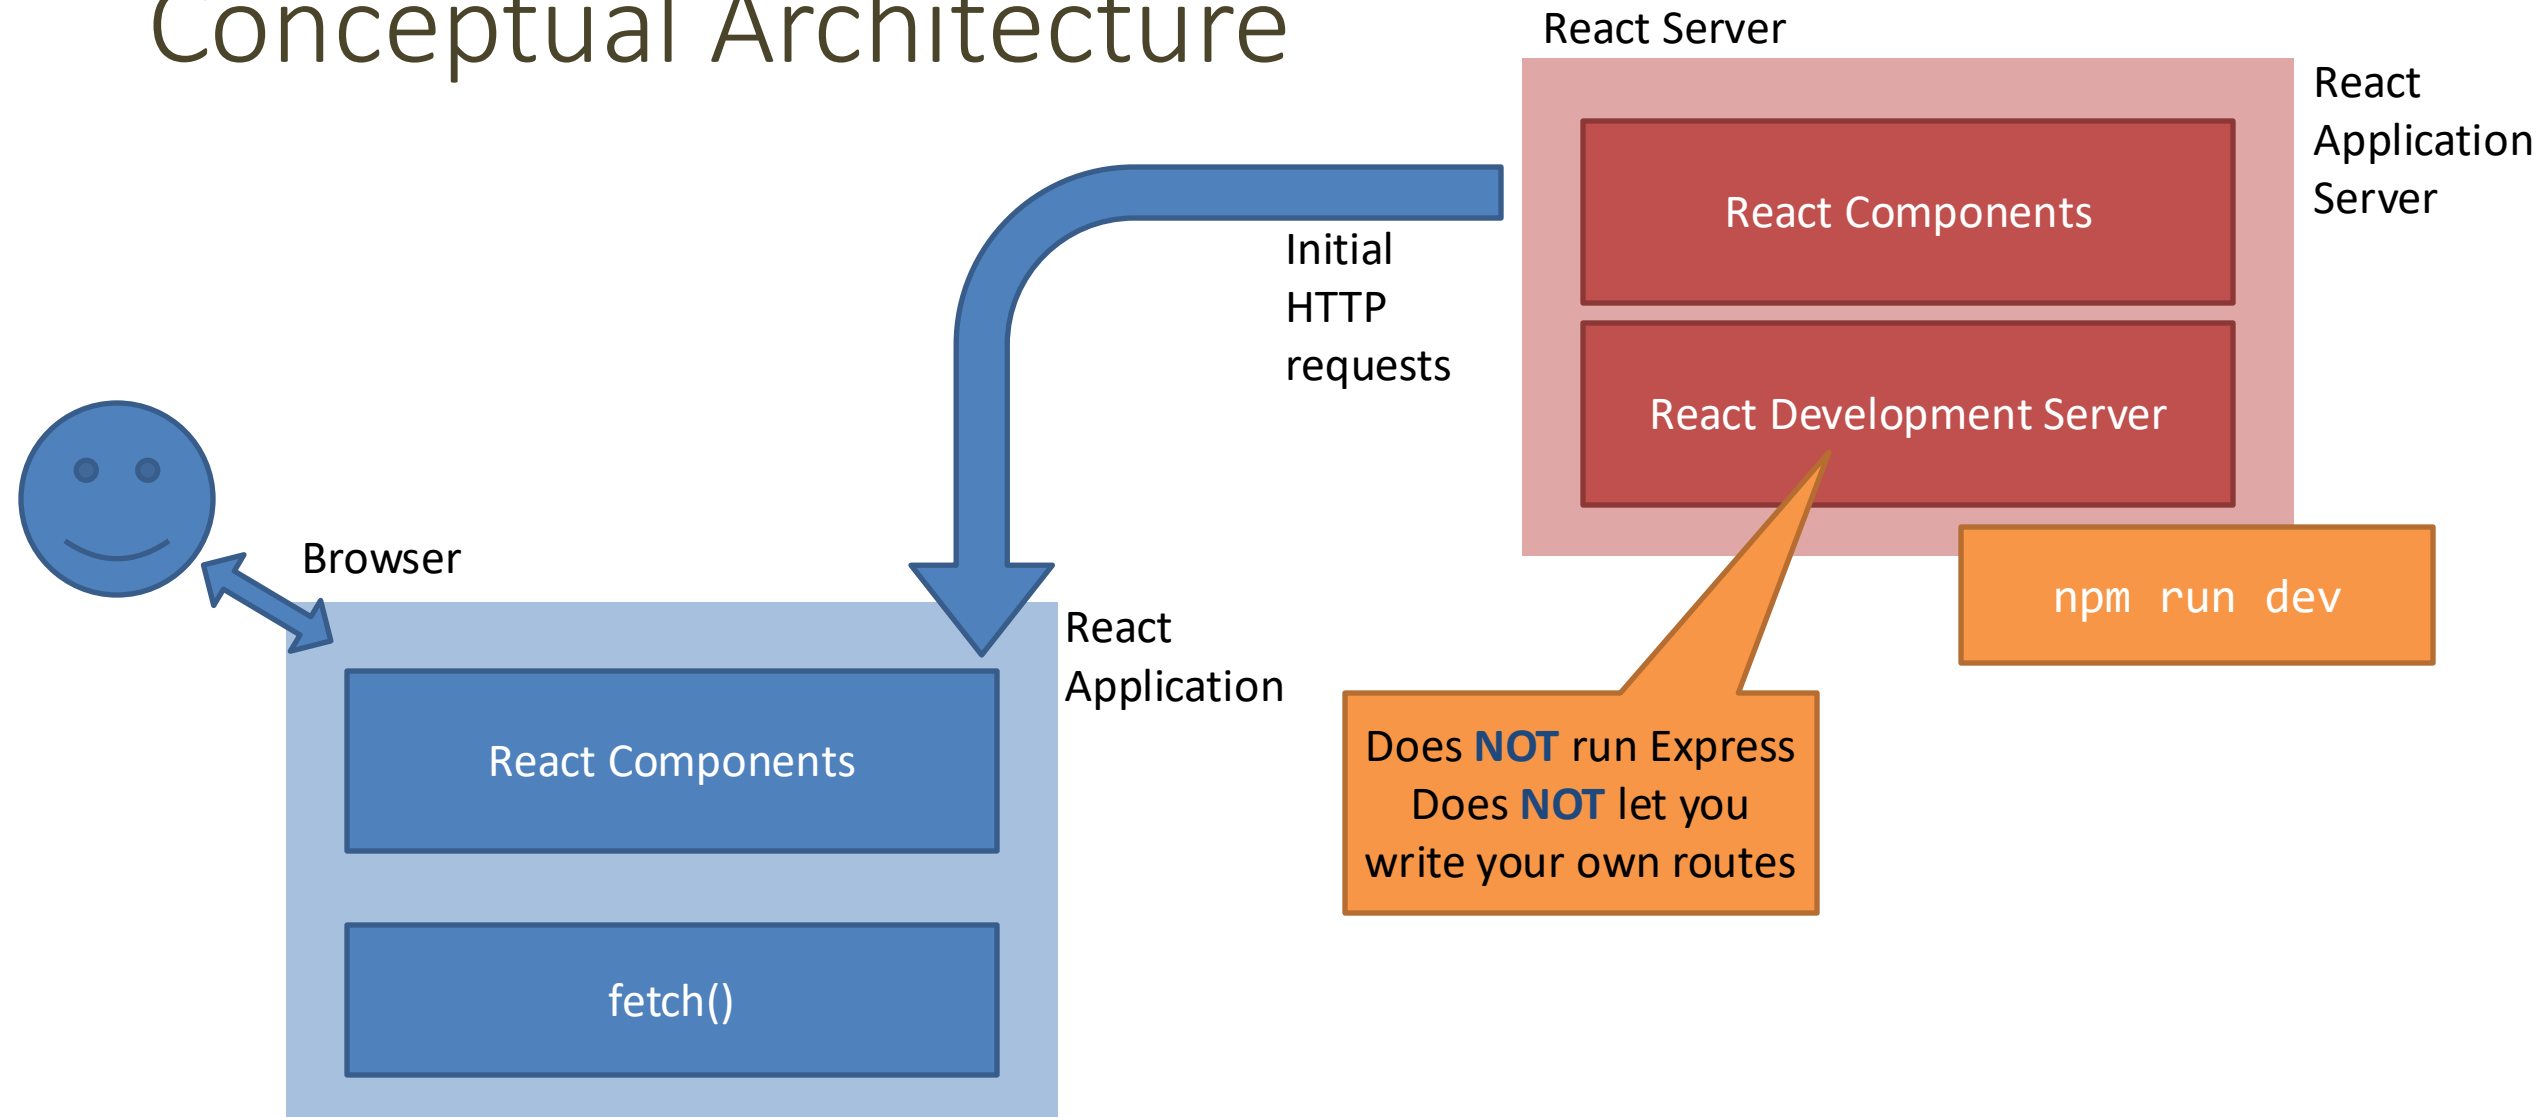 Conceptual Architecture
React Server
React
Application
Server
React Components
React Development Server
Initial
HTTP
requests
npm run dev
Browser
React
Application
React Components
fetch()
Does NOT run Express
Does NOT let you
write your own routes